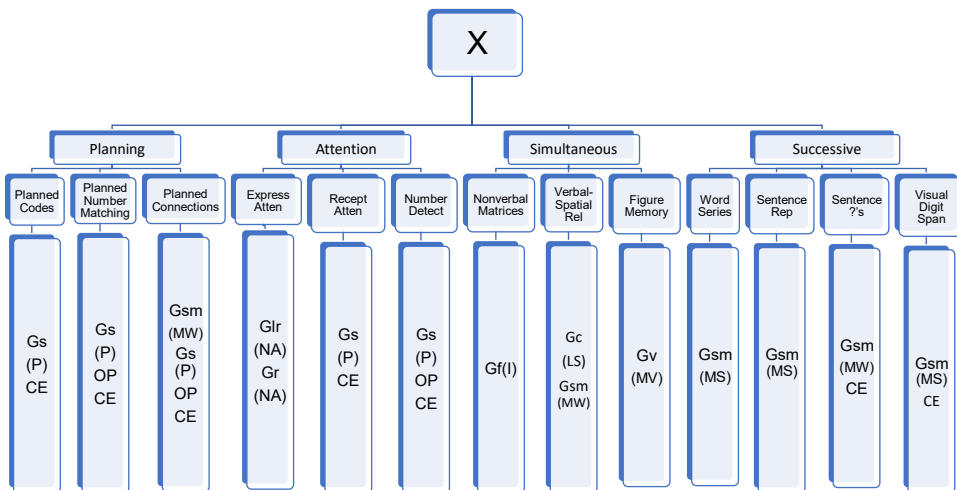 X
Planning
Attention
Simultaneous
Successive
Planned
Codes
Planned
Number
Matching
Planned
Connections
Express
Atten
Recept
Atten
Number
Detect
Nonverbal
Matrices
Verbal-
Spatial
Rel
Figure
Memory
Word
Series
Sentence
Rep
Sentence
?'s
Visual
Digit
Span
Gs
(P)
CE
Gs
(P)
OP
CE
Gsm
(MW)
Gs
(P)
OP
CE
Glr
(NA)
Gr
(NA)
Gs
(P)
CE
Gs
(P)
OP
CE
Gf(I)
Gc
(LS)
Gsm
(MW)
Gv
(MV)
Gsm
(MS)
Gsm
(MS)
Gsm
(MW)
CE
Gsm
(MS)
CE